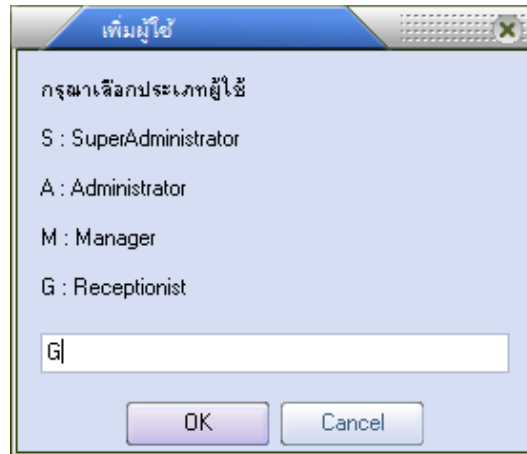 เพิ่มผู้ใช้
กรุณาเลือกประเภทผู้ใช้
S : SuperAdministrator
A : Administrator
M : Manager
G : Receptionist
G
OK
Cancel